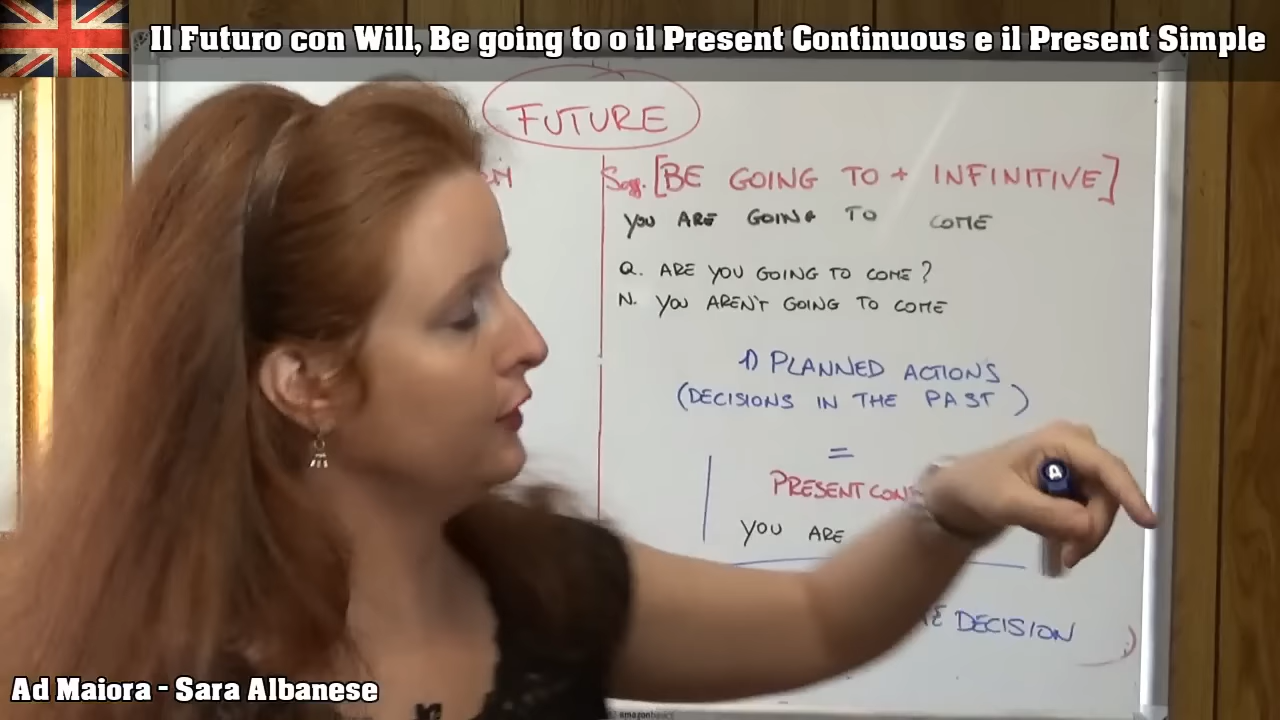 Il Futuro con Will, Be going to o il Present Continuous e il Present Simple
FUTURE
Sogg. [BE GOING TO + INFINITIVE]
YOU ARE GOING TO COME
Q. ARE YOU GOING TO COME?
N. YOU AREN'T GOING TO COME
1) PLANNED ACTIONS
(DECISIONS IN THE PAST)
=
PRESENT CON
YOU ARE
DECISION
Ad Maiora - Sara Albanese
A
amazonbasics